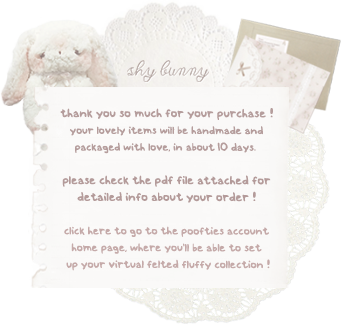 shy bunny
thank you so much for your purchase !
your lovely items will be handmade and
packaged with love, in about 10 days.
please check the pdf file attached for
detailed info about your order !
click here to go to the poofties account
home page, where you'll be able to set
up your virtual felted fluffy collection !